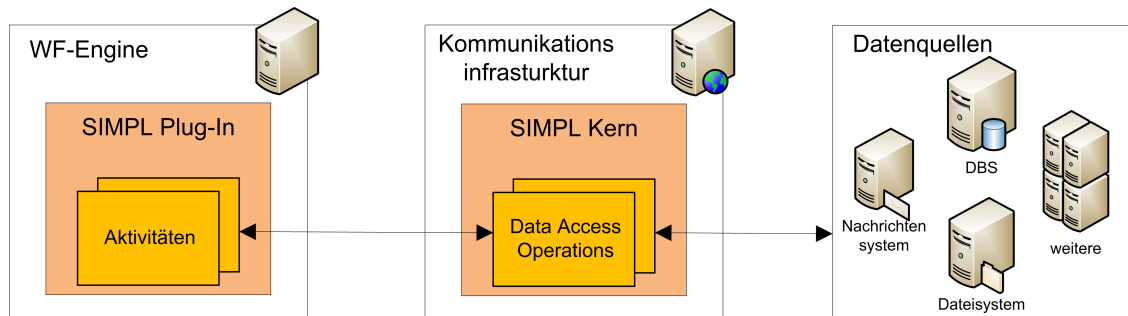 WF-Engine
SIMPL Plug-In
Aktivitäten
Kommunikations
infrasturktur
SIMPL Kern
Data Access
Operations
Datenquellen
DBS
Nachrichten
system
weitere
Dateisystem